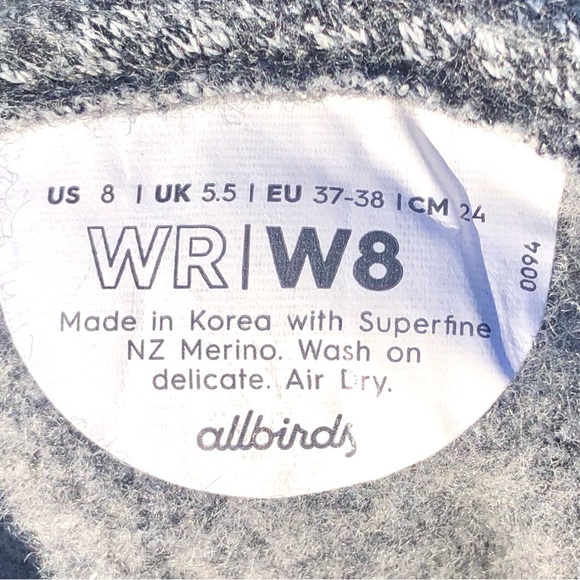 US 8 | UK 5.5 | EU 37-38 | CM 24
WR|W8
0094
Made in Korea with Superfine
NZ Merino. Wash on
delicate. Air Dry.
allbirds